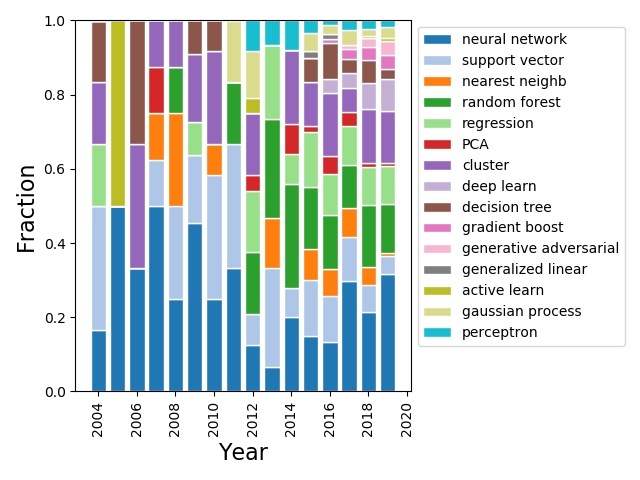 1.0
0.8
0.6
0.4
0.2
0.0
Fraction
2004
2006
2008
2010
2012
2014
2016
2018
2020
Year
neural network
support vector
nearest neighb
random forest
regression
PCA
cluster
deep learn
decision tree
gradient boost
generative adversarial
generalized linear
active learn
gaussian process
perceptron